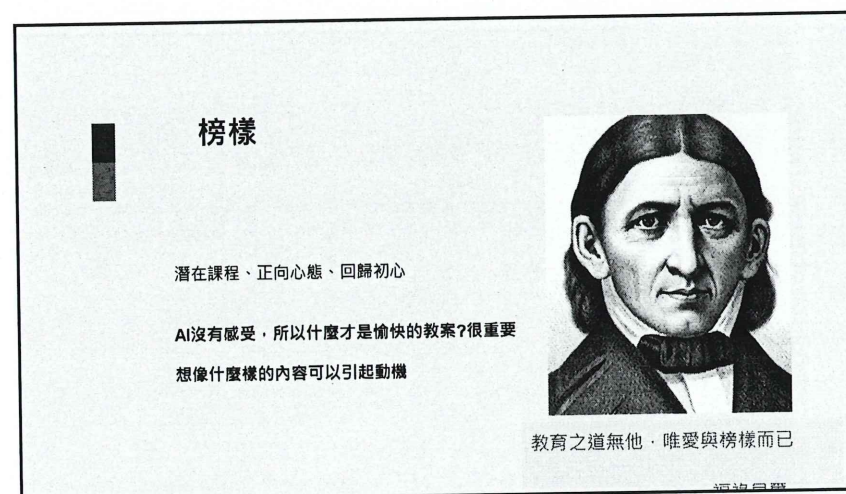 榜樣
潛在課程、正向心態、回歸初心
AI沒有感受，所以什麼才是愉快的教案?很重要
想像什麼樣的內容可以引起動機
教育之道無他，唯愛與榜樣而已